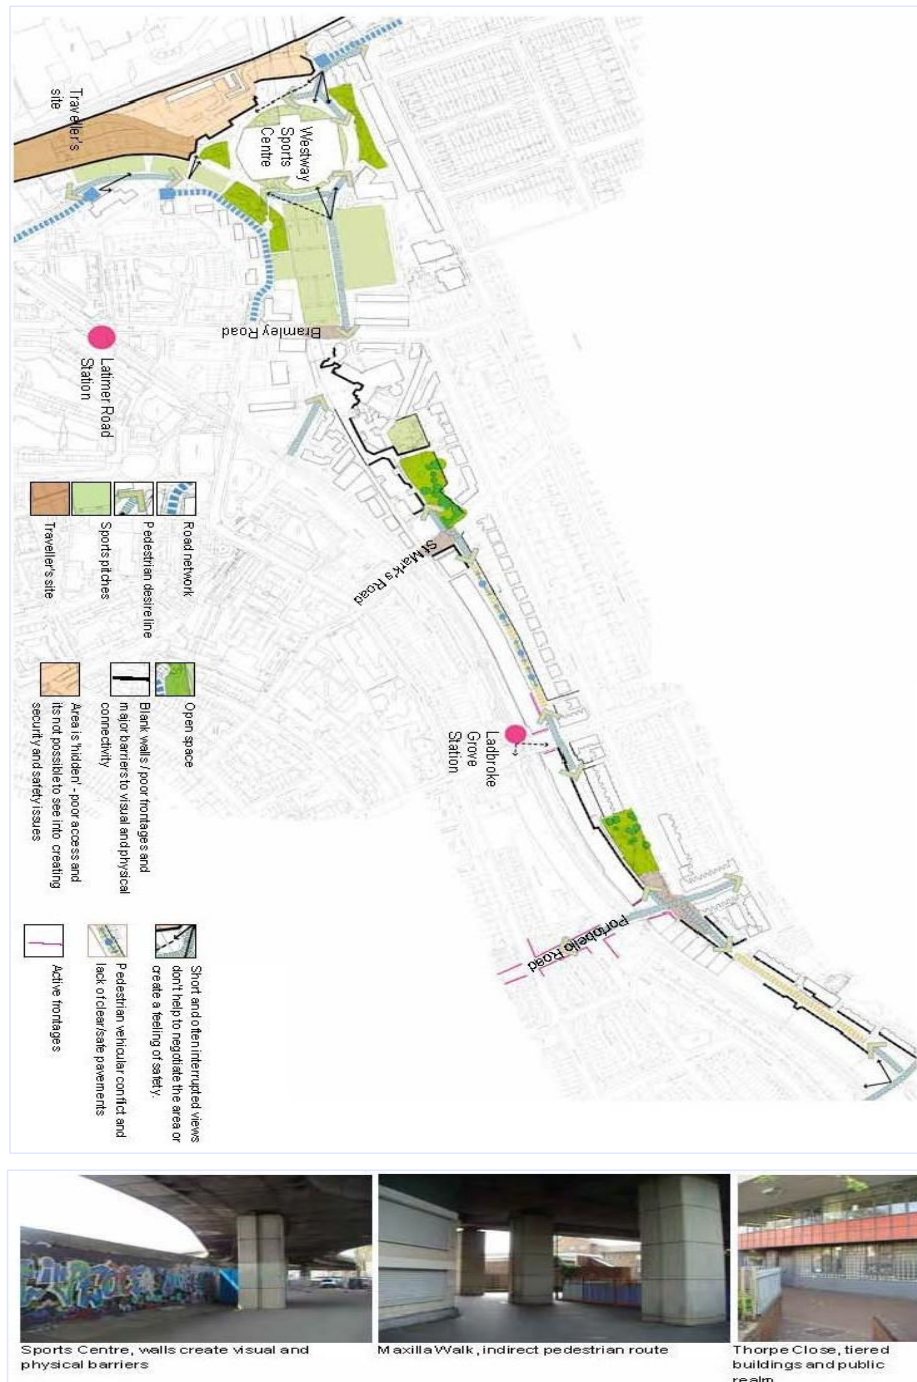 Traveller's
site
Westway
Sports
Centre
Bramley Road
Latimer Road
Station
St Mark's Road
Ladbroke
Grove
Station
Portobello Road
Road network
Pedestrian desire line
Sports pitches
Traveller's site
Open space
Blank walls / poor frontages and
major barriers to visual and physical
connectivity
Area is 'hidden' - poor access and
its not possible to see into creating
security and safety issues
Short and often interrupted views
don't help to negotiate the area or
create a feeling of safety.
Pedestrian vehicular conflict and
lack of clear/safe pavements
Active frontages
Sports Centre, walls create visual and
physical barriers
Maxilla Walk, indirect pedestrian route
Thorpe Close, tiered
buildings and public
realm